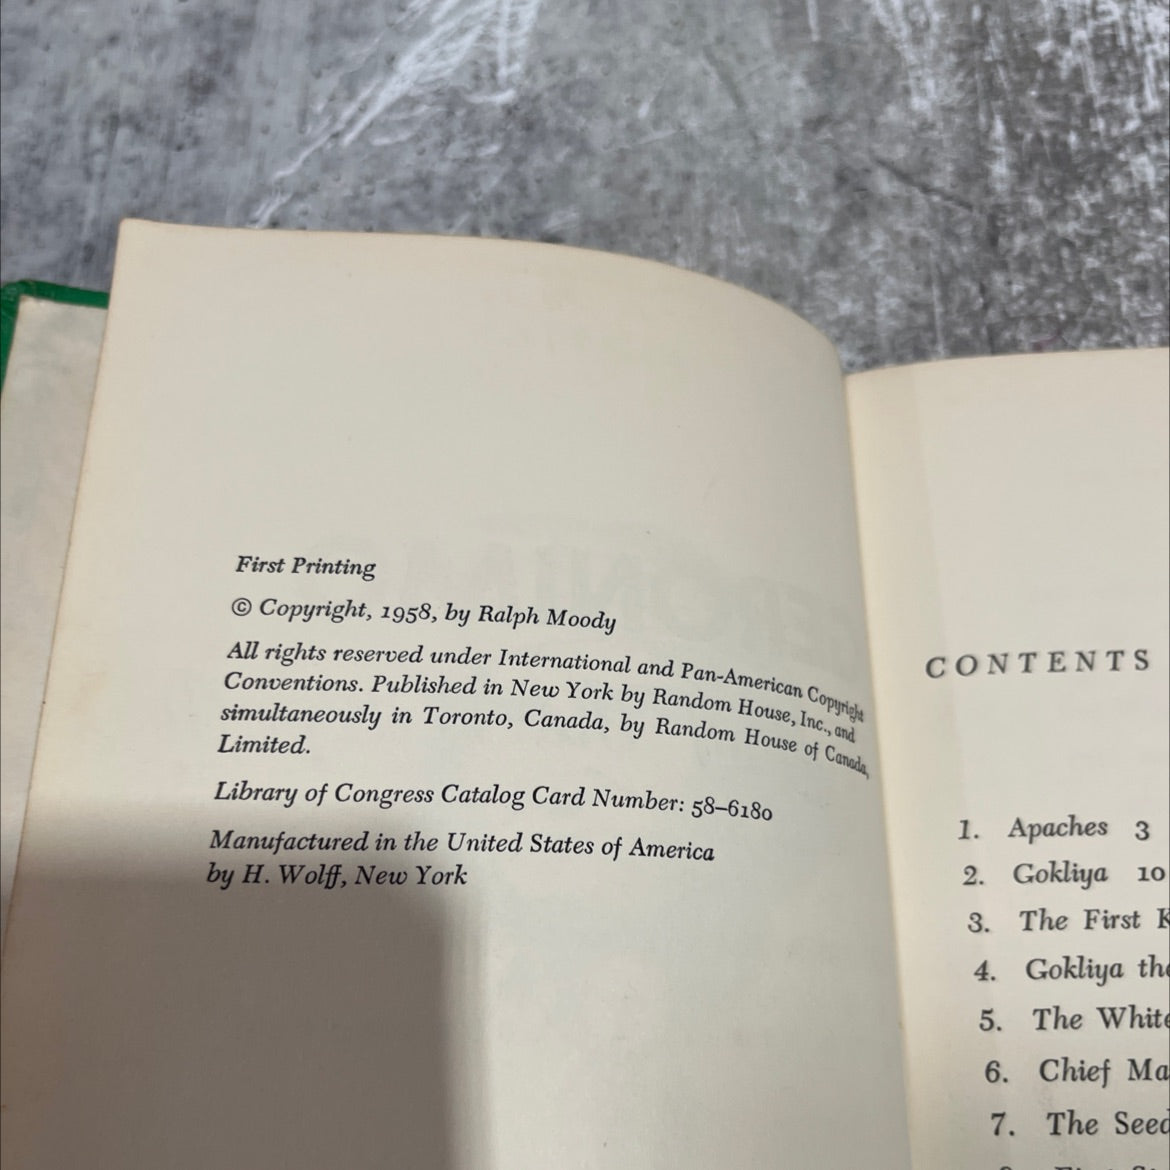 First Printing
© Copyright, 1958, by Ralph Moody
All rights reserved under International and Pan-American Copyright
Conventions. Published in New York by Random House, Inc., and
simultaneously in Toronto, Canada, by Random House of Canada,
Limited.
Library of Congress Catalog Card Number: 58–6180
Manufactured in the United States of America
by H. Wolff, New York
CONTENTS
1. Apaches 3
2. Gokliya 10
3. The First
4. Gokliya
5. The
6. Chief
7. The